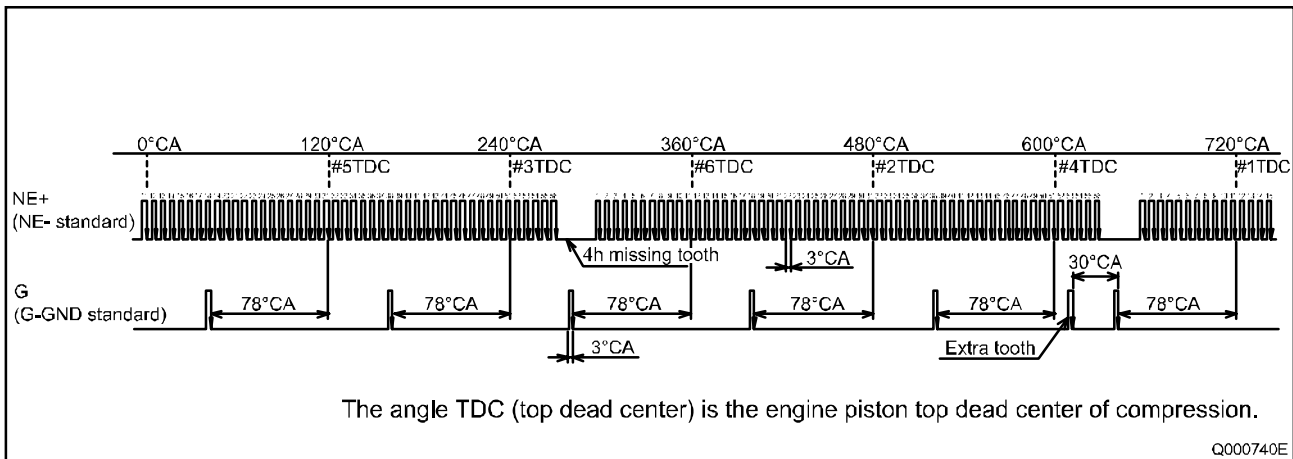 0°CA 120°CA 240°CA 360°CA 480°CA 600°CA 720°CA
#5TDC #3TDC #6TDC #2TDC #4TDC #1TDC
NE+
(NE- standard)
4h missing tooth
3°CA
30°CA
G
(G-GND standard)
78°CA 78°CA 78°CA 78°CA 78°CA 78°CA
3°CA
Extra tooth
The angle TDC (top dead center) is the engine piston top dead center of compression.
Q000740E